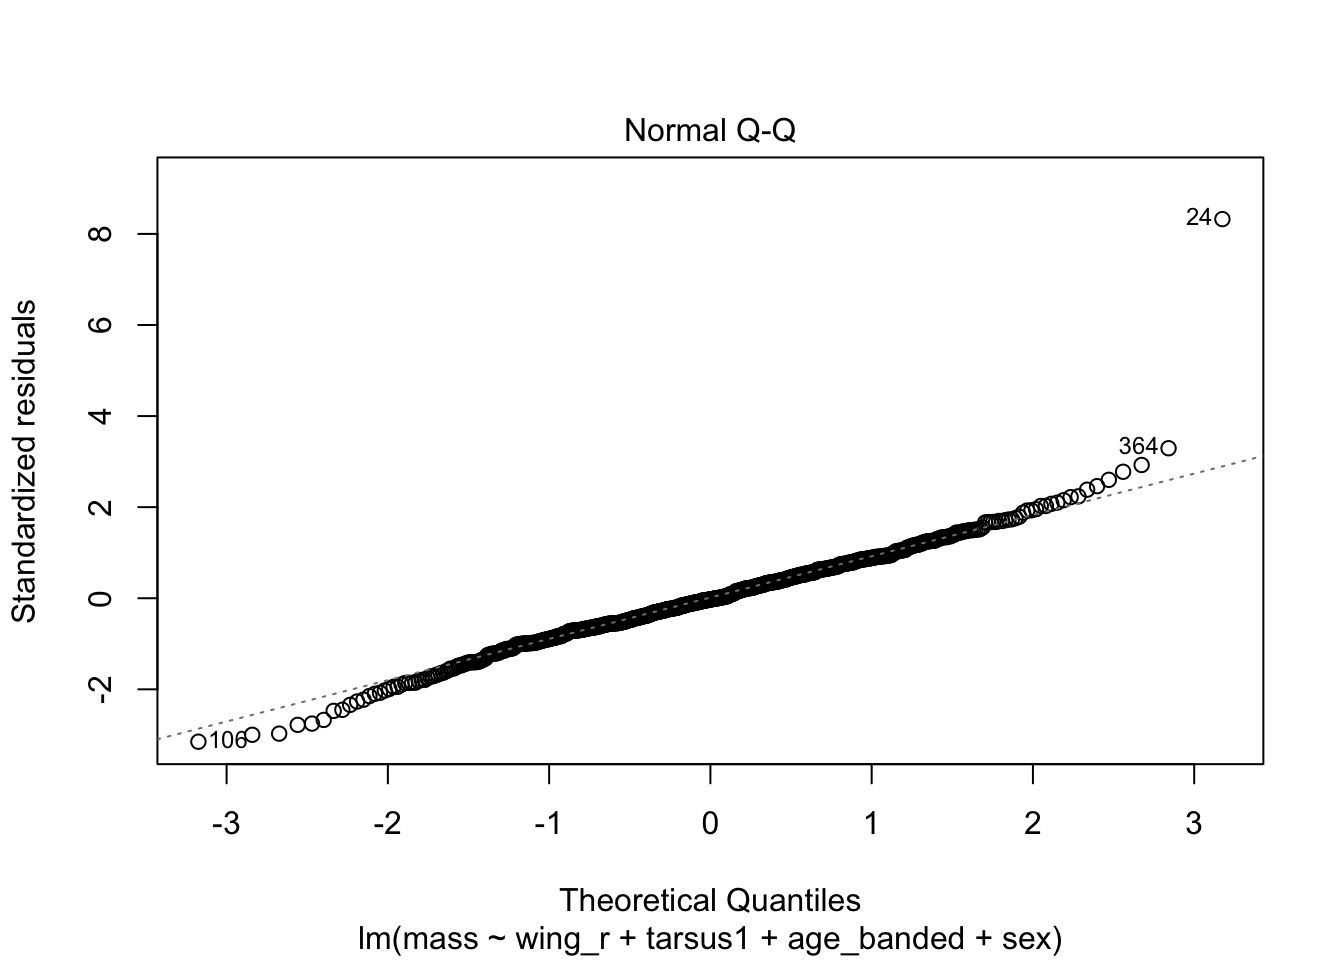 Normal Q-Q
Standardized residuals
8
6
4
2
0
-2
24
364
106
-3 -2 -1 0 1 2 3
Theoretical Quantiles
lm(mass ~ wing_r + tarsus1 + age_banded + sex)